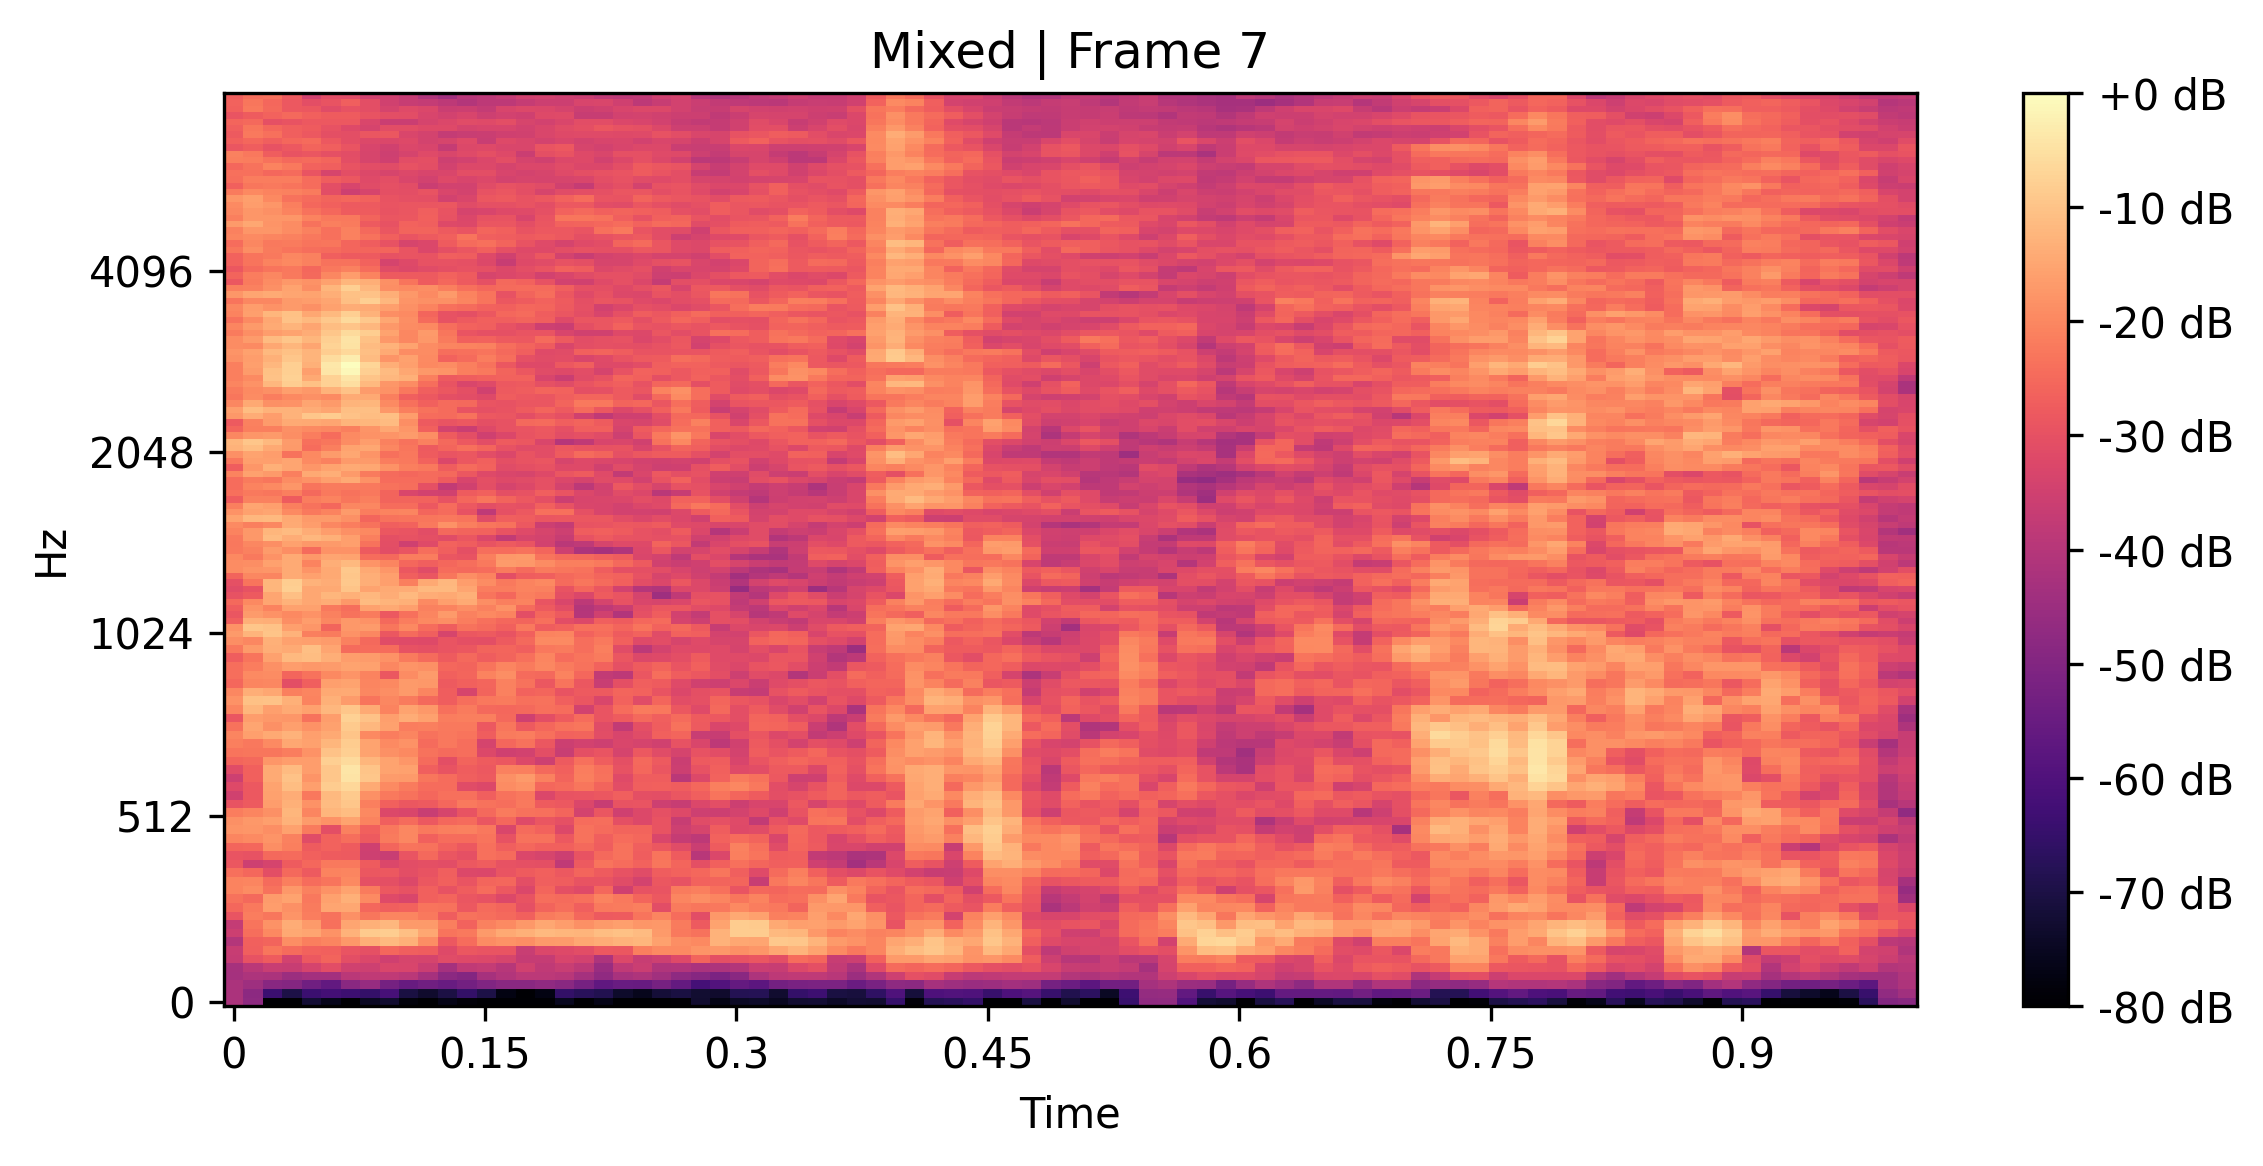 Mixed | Frame 7
+0 dB
-10 dB
-20 dB
-30 dB
-40 dB
-50 dB
-60 dB
-70 dB
-80 dB
4096
2048
1024
512
0
Hz
0 0.15 0.3 0.45 0.6 0.75 0.9
Time